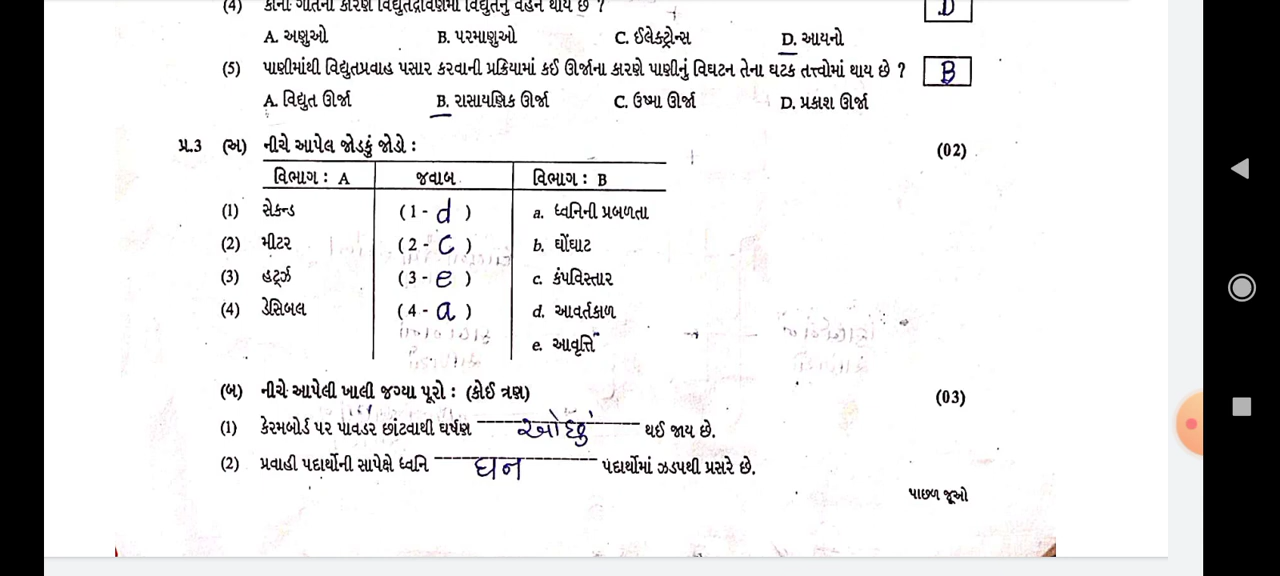 (4) કોની ગતિના કારણે વિદ્યુતદ્રાવણમાં વિદ્યુતનું વહન થાય છે ? D
A. અણુઓ B. પરમાણુઓ C. ઈલેક્ટ્રોન્સ D. આયનો
(5) પાણીમાંથી વિદ્યુતપ્રવાહ પસાર કરવાની પ્રક્રિયામાં કઈ ઊર્જાના કારણે પાણીનું વિઘટન તેના ઘટક તત્ત્વોમાં થાય છે ? B
A. વિદ્યુત ઊર્જા B. રાસાયણિક ઊર્જા C. ઉષ્મા ઊર્જા D. પ્રકાશ ઊર્જા
પ્ર.3 (અ) નીચે આપેલ જોડકું જોડો : (02)
વિભાગ : A જવાબ વિભાગ : B
(1) સેકન્ડ (1 - d ) a. ધ્વનિની પ્રબળતા
(2) મીટર (2 - c ) b. ઘોંઘાટ
(3) હર્ટ્ઝ (3 - e ) c. કંપવિસ્તાર
(4) ડેસિબલ (4 - a ) d. આવર્તકાળ
e. આવૃત્તિ
(બ) નીચે આપેલી ખાલી જગ્યા પૂરો : (કોઈ ત્રણ) (03)
(1) કેરમબોર્ડ પર પાવડર છાંટવાથી ઘર્ષણ ઓછું થઈ જાય છે.
(2) પ્રવાહી પદાર્થોની સાપેક્ષે ધ્વનિ ઘન પદાર્થોમાં ઝડપથી પ્રસરે છે.
પાછળ જૂઓ